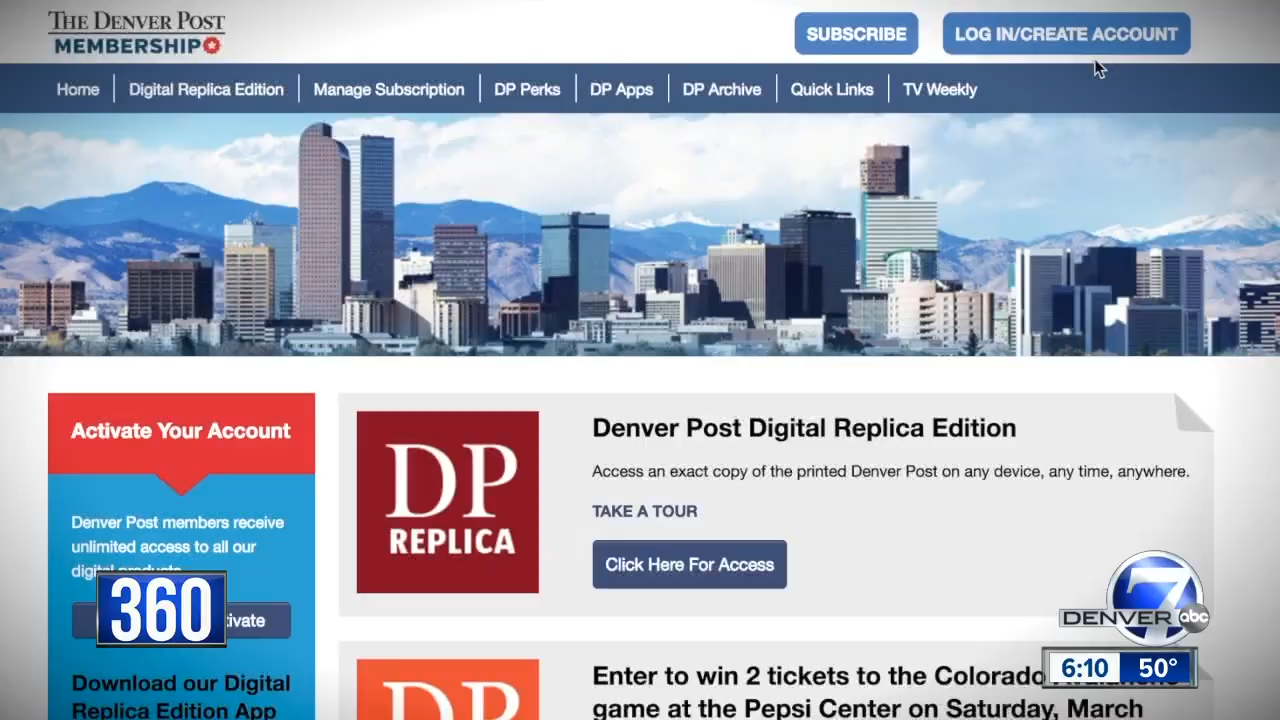 THE DENVER POST
MEMBERSHIP
SUBSCRIBE
LOG IN/CREATE ACCOUNT
Home
Digital Replica Edition
Manage Subscription
DP Perks
DP Apps
DP Archive
Quick Links
TV Weekly
Activate Your Account
Denver Post members receive
unlimited access to all our
digital products
360
DP
REPLICA
Denver Post Digital Replica Edition
Access an exact copy of the printed Denver Post on any device, any time, anywhere.
TAKE A TOUR
Click Here For Access
Download our Digital
Replica Edition App
DP
Enter to win 2 tickets to the Colorado
game at the Pepsi Center on Saturday, March
7
DENVER abc
6:10 50°